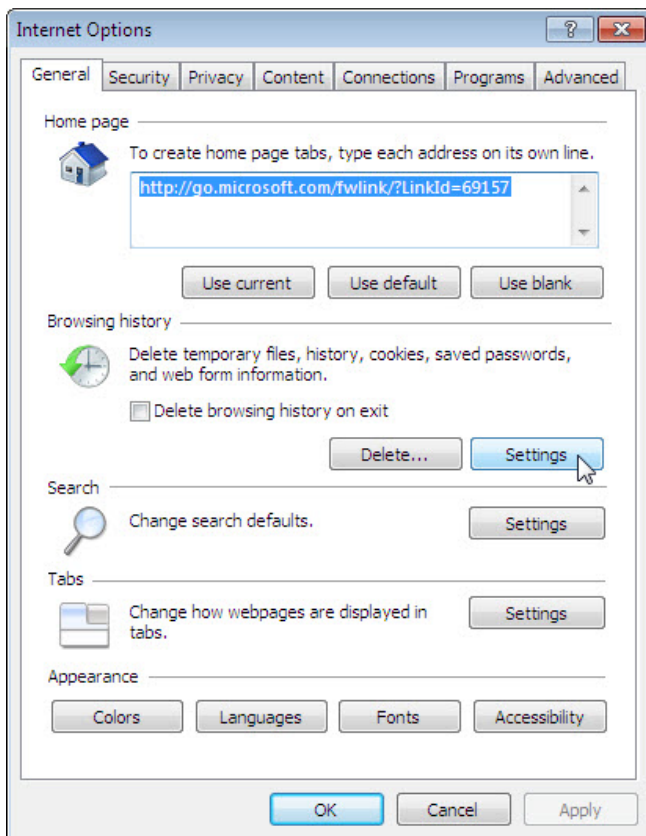 Internet Options
General Security Privacy Content Connections Programs Advanced
Home page
To create home page tabs, type each address on its own line.
http://go.microsoft.com/fwlink/?LinkId=69157
Use current Use default Use blank
Browsing history
Delete temporary files, history, cookies, saved passwords,
and web form information.
Delete browsing history on exit
Delete... Settings
Search
Change search defaults.
Settings
Tabs
Change how webpages are displayed in
tabs.
Settings
Appearance
Colors Languages Fonts Accessibility
OK Cancel Apply